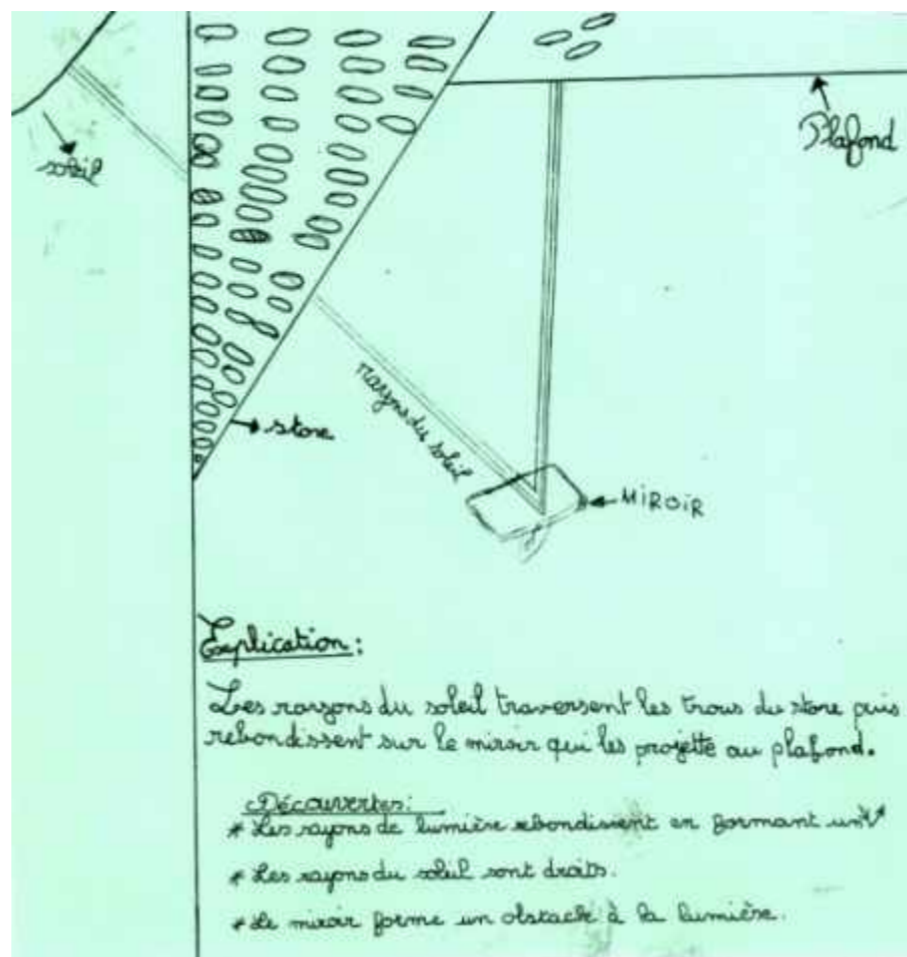 soleil
Plafond
rayons du soleil
store
MIROIR
Explication :
Les rayons du soleil traversent les trous du store puis
rebondissent sur le miroir qui les projette au plafond.
Découvertes :
* Les rayons de lumière rebondissent en formant un V
* Les rayons du soleil sont droits.
* Le miroir forme un obstacle à la lumière.